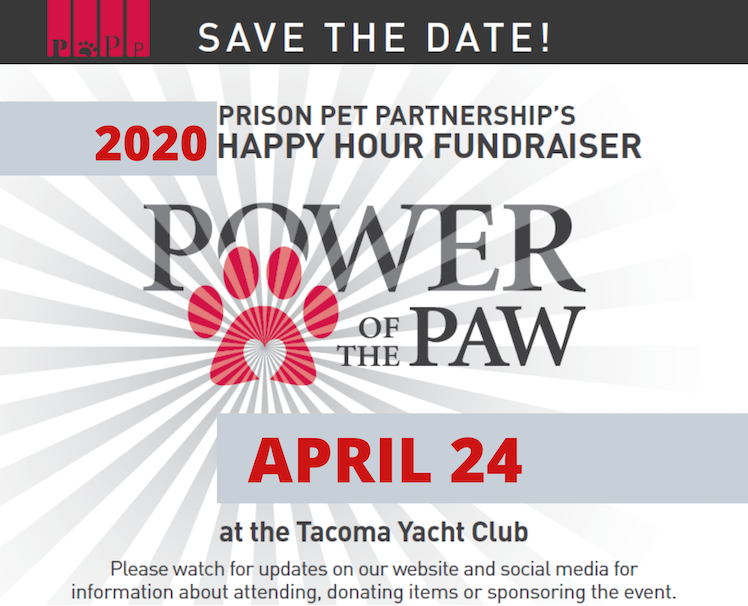 PPPP
SAVE THE DATE!
PRISON PET PARTNERSHIP'S
2020 HAPPY HOUR FUNDRAISER
POWER
OF
THE PAW
APRIL 24
at the Tacoma Yacht Club
Please watch for updates on our website and social media for
information about attending, donating items or sponsoring the event.